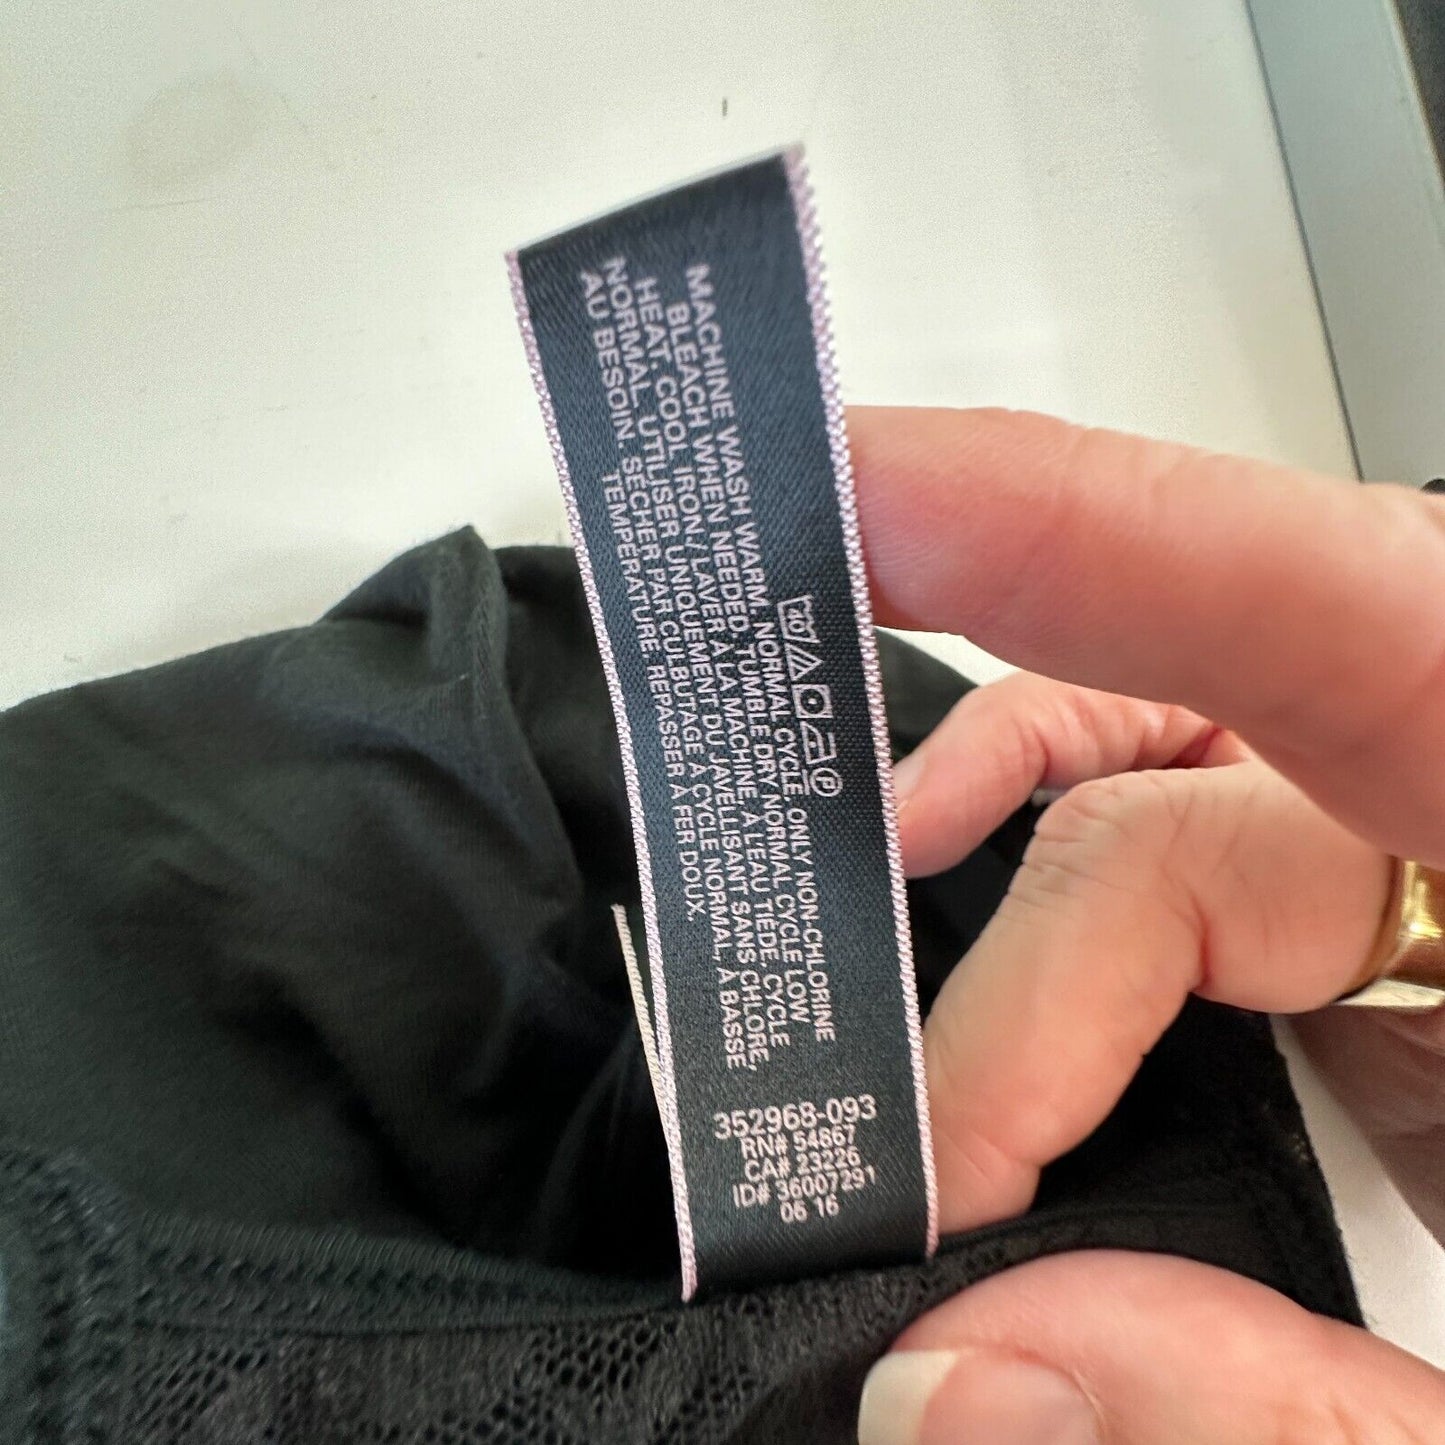 40 P
MACHINE WASH WARM. NORMAL CYCLE. ONLY NON-CHLORINE
BLEACH WHEN NEEDED. TUMBLE DRY NORMAL CYCLE LOW
HEAT. COOL IRON./LAVER À LA MACHINE, À L'EAU TIÈDE, CYCLE
NORMAL. UTILISER UNIQUEMENT DU JAVELLISANT SANS CHLORE,
AU BESOIN. SÉCHER PAR CULBUTAGE À CYCLE NORMAL, À BASSE
TEMPÉRATURE. REPASSER À FER DOUX.
352968-093
RN# 54867
CA# 23226
ID# 36007291
06 16